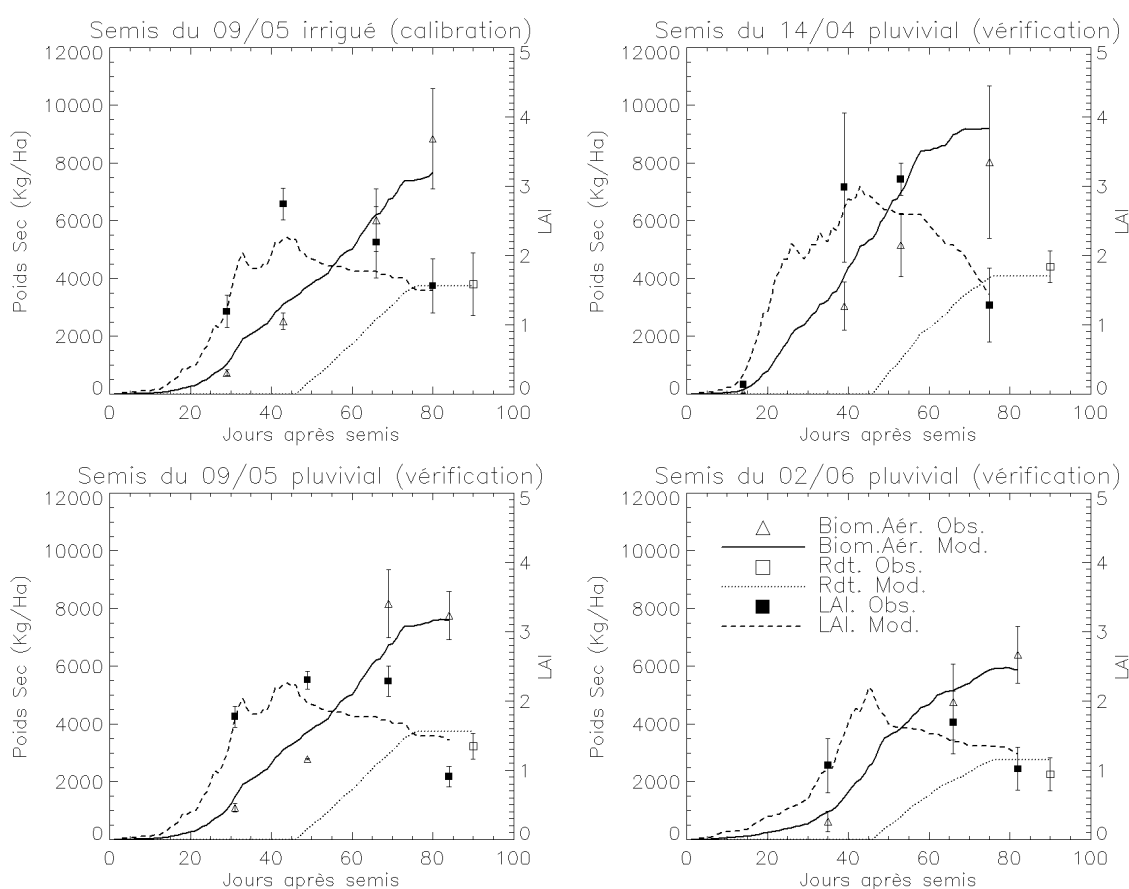 Semis du 09/05 irrigué (calibration)
12000
10000
8000
6000
4000
2000
0
Poids Sec (Kg/Ha)
5
4
3
2
1
0
LAI
0 20 40 60 80 100
Jours après semis
Semis du 14/04 pluvivial (vérification)
12000
10000
8000
6000
4000
2000
0
Poids Sec (Kg/Ha)
5
4
3
2
1
0
LAI
0 20 40 60 80 100
Jours après semis
Semis du 09/05 pluvivial (vérification)
12000
10000
8000
6000
4000
2000
0
Poids Sec (Kg/Ha)
5
4
3
2
1
0
LAI
0 20 40 60 80 100
Jours après semis
Semis du 02/06 pluvivial (vérification)
12000
10000
8000
6000
4000
2000
0
Poids Sec (Kg/Ha)
Biom.Aér. Obs.
Biom.Aér. Mod.
Rdt. Obs.
Rdt. Mod.
LAI. Obs.
LAI. Mod.
5
4
3
2
1
0
LAI
0 20 40 60 80 100
Jours après semis